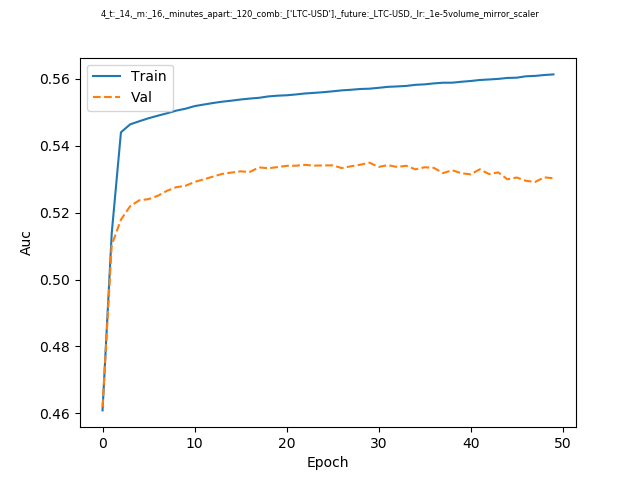 4_t:_14,_m:_16,_minutes_apart:_120_comb:_['LTC-USD'],_future:_LTC-USD,_lr:_1e-5volume_mirror_scaler
Train
Val
0.56
0.54
0.52
0.50
0.48
0.46
Auc
0 10 20 30 40 50
Epoch